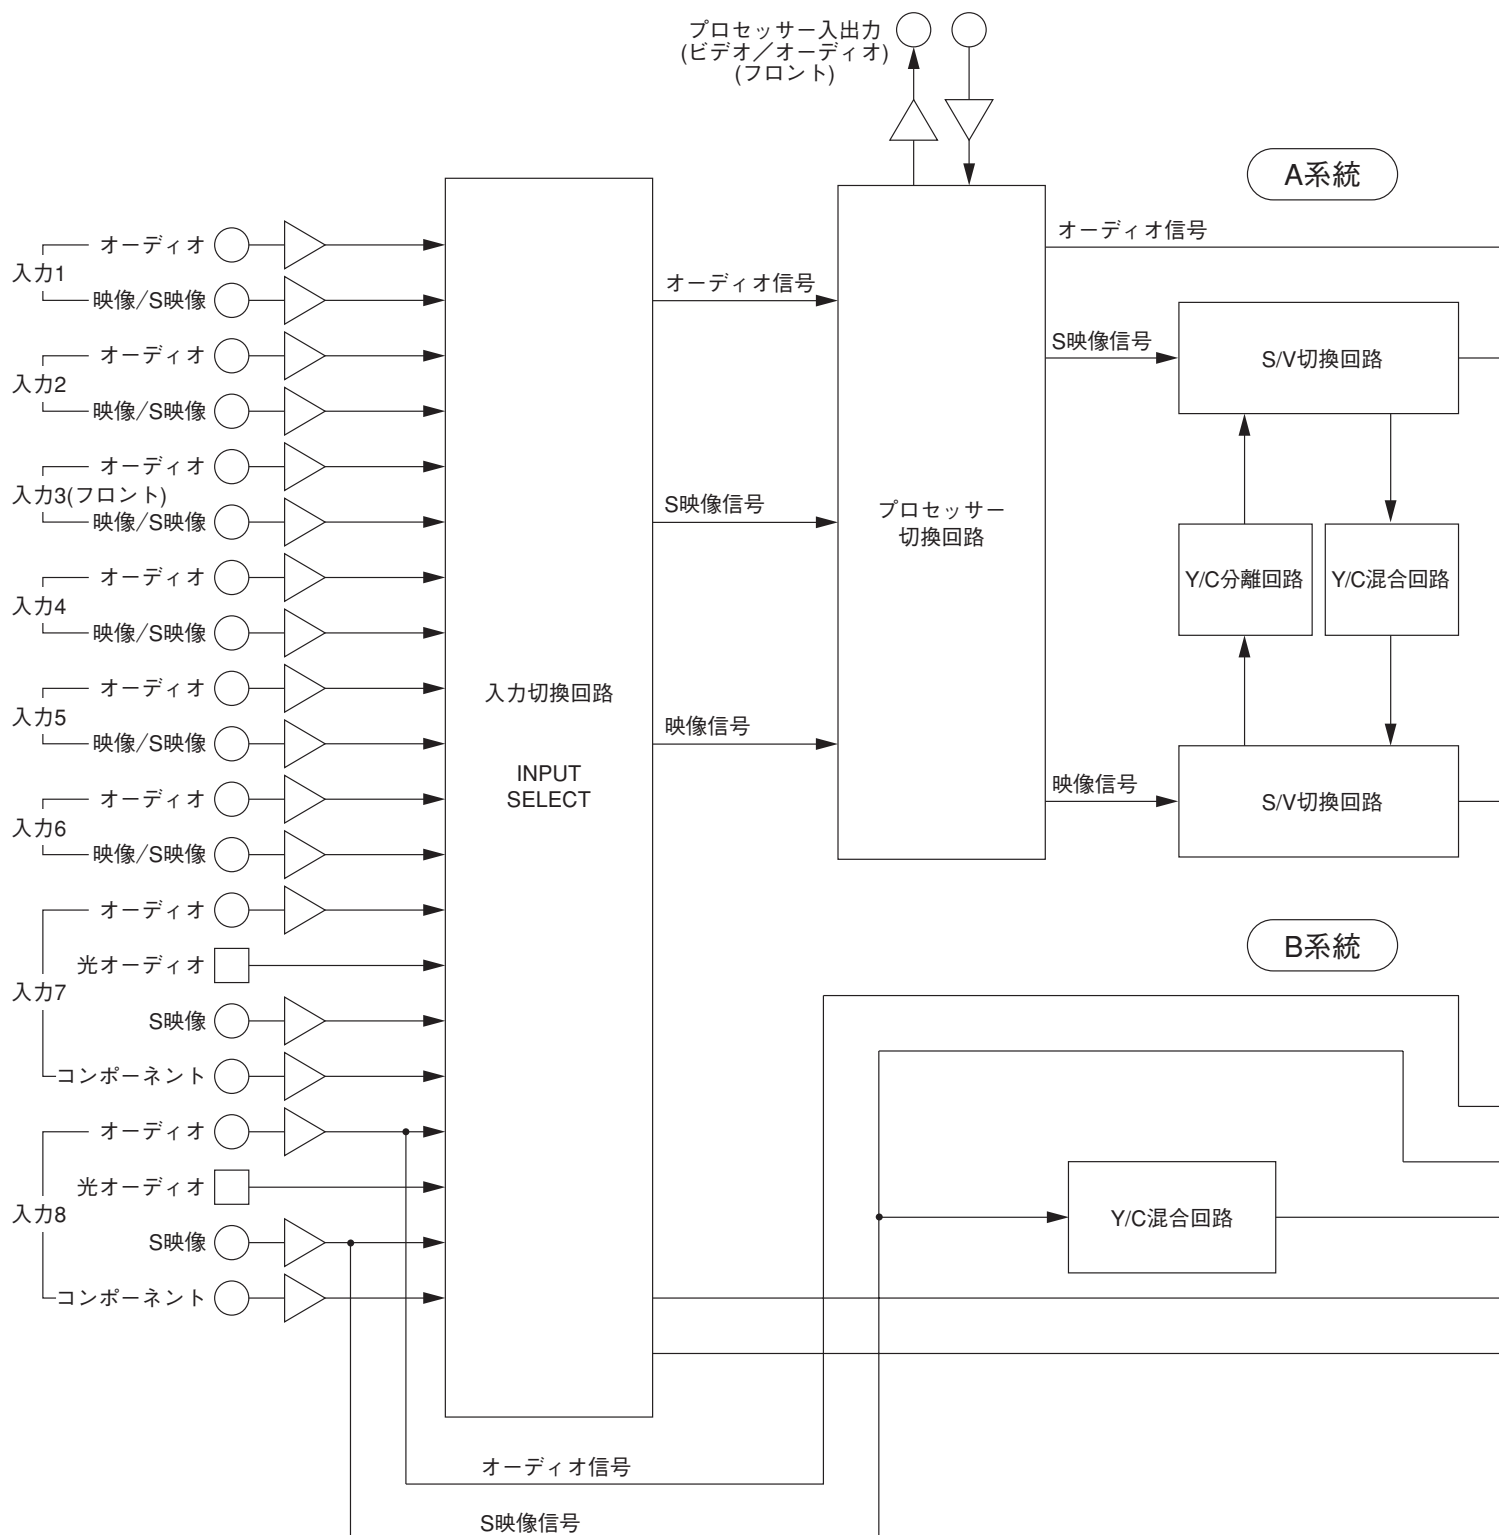 プロセッサー入出力
(ビデオ／オーディオ)
(フロント)
A系統
オーディオ
入力1
映像/S映像
オーディオ
入力2
映像/S映像
オーディオ
入力3(フロント)
映像/S映像
オーディオ
入力4
映像/S映像
オーディオ
入力5
映像/S映像
オーディオ
入力6
映像/S映像
オーディオ
光オーディオ
入力7
S映像
コンポーネント
オーディオ
光オーディオ
入力8
S映像
コンポーネント
入力切換回路
INPUT
SELECT
オーディオ信号
S映像信号
映像信号
プロセッサー
切換回路
オーディオ信号
S映像信号
S/V切換回路
Y/C分離回路
Y/C混合回路
映像信号
S/V切換回路
B系統
Y/C混合回路
オーディオ信号
S映像信号